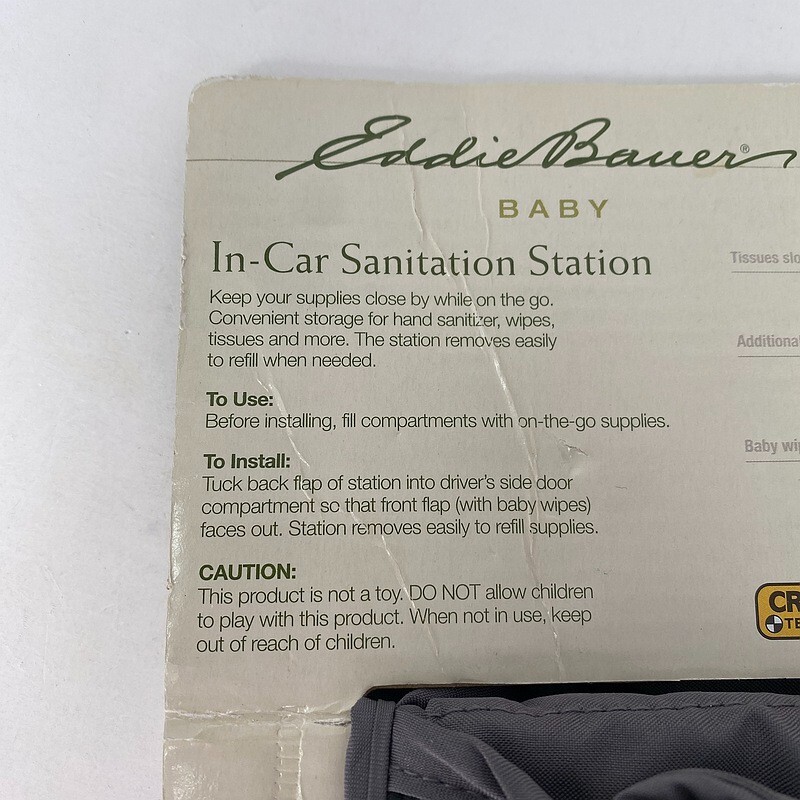 Eddie Bauer®
BABY
In-Car Sanitation Station
Keep your supplies close by while on the go.
Convenient storage for hand sanitizer, wipes,
tissues and more. The station removes easily
to refill when needed.
To Use:
Before installing, fill compartments with on-the-go supplies.
To Install:
Tuck back flap of station into driver's side door
compartment so that front flap (with baby wipes)
faces out. Station removes easily to refill supplies.
CAUTION:
This product is not a toy. DO NOT allow children
to play with this product. When not in use, keep
out of reach of children.
Tissues
Additional
Baby